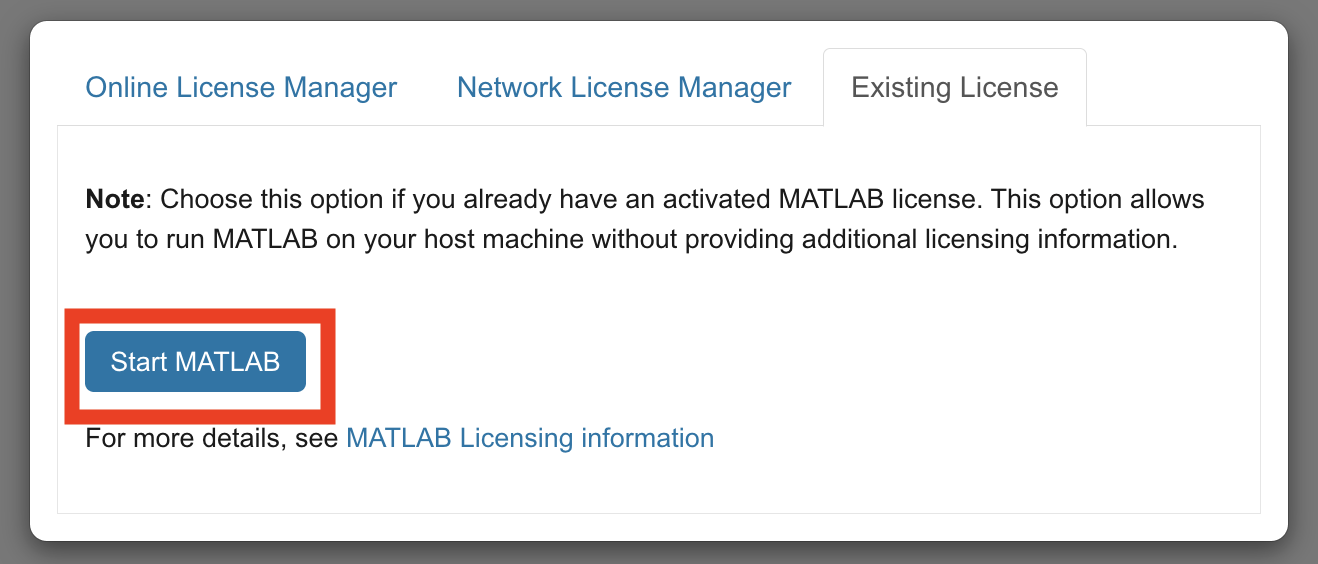 Online License Manager
Network License Manager
Existing License
Note: Choose this option if you already have an activated MATLAB license. This option allows
you to run MATLAB on your host machine without providing additional licensing information.
Start MATLAB
For more details, see MATLAB Licensing information